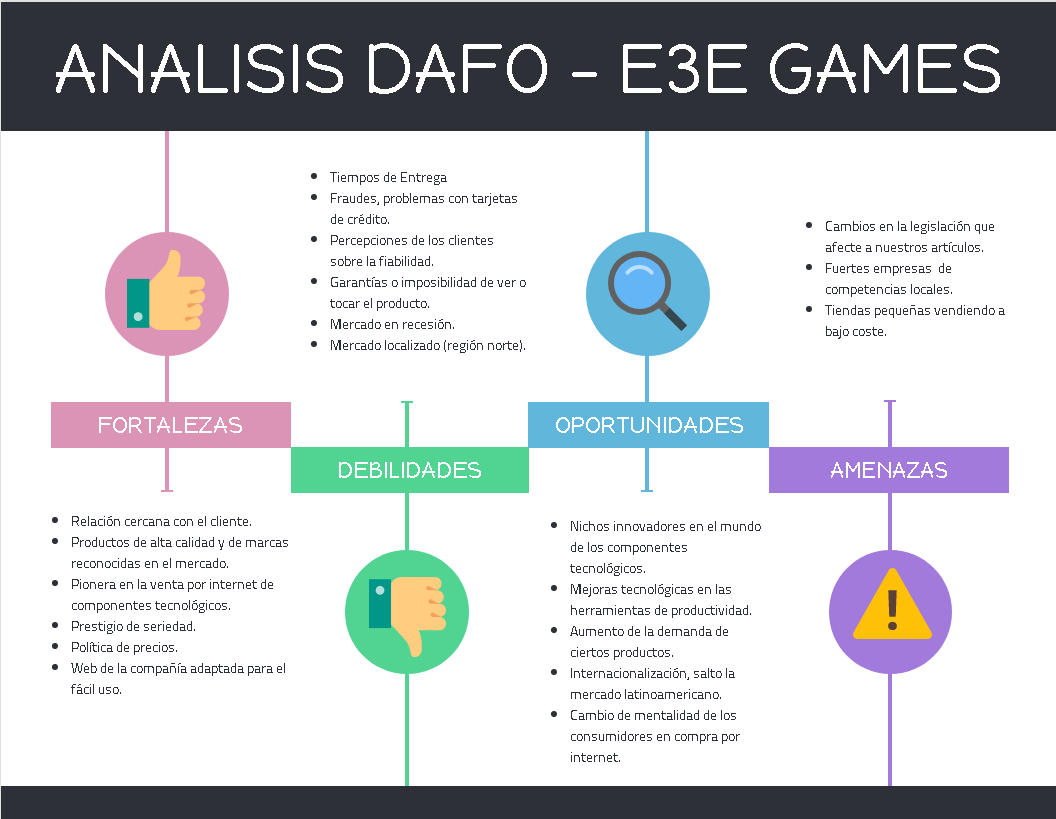 ANALISIS DAFO - E3E GAMES
FORTALEZAS
• Relación cercana con el cliente.
• Productos de alta calidad y de marcas
reconocidas en el mercado.
• Pionera en la venta por internet de
componentes tecnológicos.
• Prestigio de seriedad.
• Política de precios.
• Web de la compañía adaptada para el
fácil uso.
• Tiempos de Entrega
• Fraudes, problemas con tarjetas
de crédito.
• Percepciones de los clientes
sobre la fiabilidad.
• Garantías o imposibilidad de ver o
tocar el producto.
• Mercado en recesión.
• Mercado localizado (región norte).
DEBILIDADES
OPORTUNIDADES
• Nichos innovadores en el mundo
de los componentes
tecnológicos.
• Mejoras tecnológicas en las
herramientas de productividad.
• Aumento de la demanda de
ciertos productos.
• Internacionalización, salto la
mercado latinoamericano.
• Cambio de mentalidad de los
consumidores en compra por
internet.
• Cambios en la legislación que
afecte a nuestros artículos.
• Fuertes empresas de
competencias locales.
• Tiendas pequeñas vendiendo a
bajo coste.
AMENAZAS